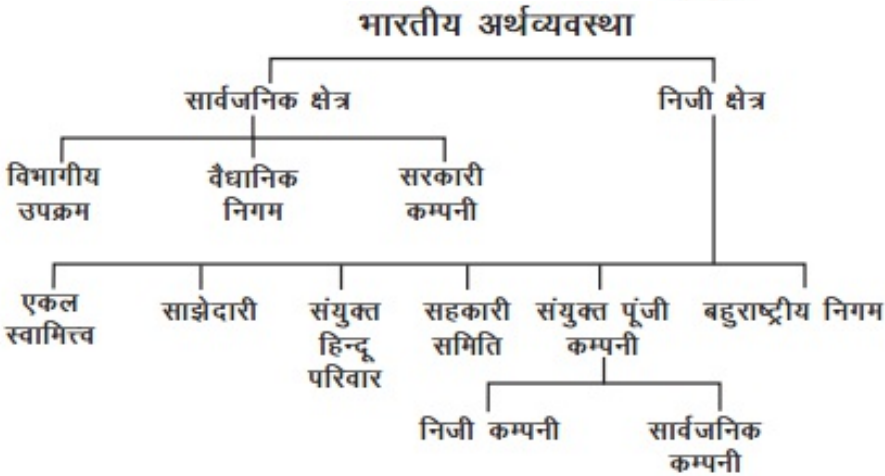 भारतीय अर्थव्यवस्था
सार्वजनिक क्षेत्र
निजी क्षेत्र
विभागीय
उपक्रम
वैधानिक
निगम
सरकारी
कम्पनी
एकल
स्वामित्त्व
साझेदारी
संयुक्त
हिन्दू
परिवार
सहकारी
समिति
संयुक्त पूंजी
कम्पनी
बहुराष्ट्रीय निगम
निजी कम्पनी
सार्वजनिक
कम्पनी